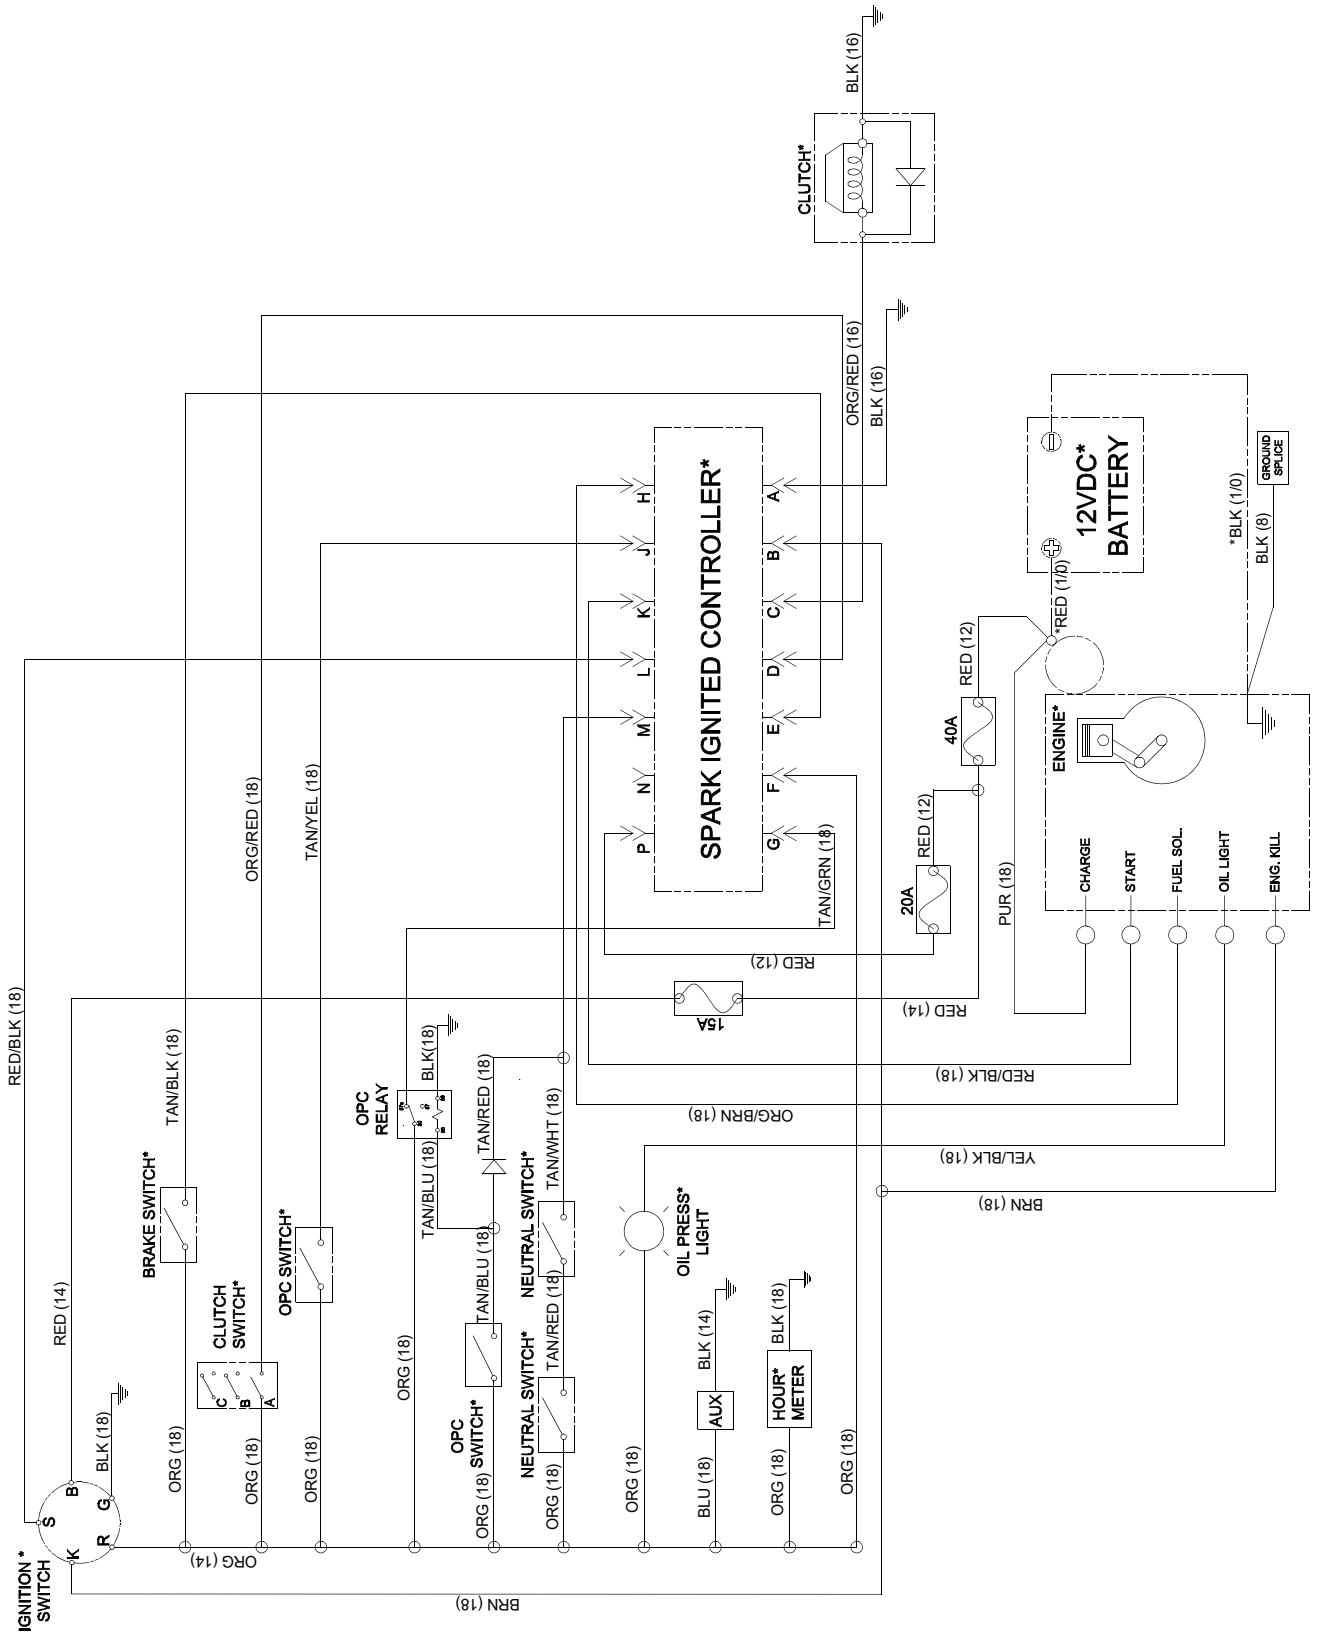 BLK (16)
CLUTCH*
ORG/RED (16)
BLK (16)
12VDC*
BATTERY
*RED (1/0)
*BLK (1/0)
BLK (8)
GROUND
SPLICE
SPARK IGNITED CONTROLLER*
H
J
K
L
M
N
P
A
B
C
D
E
F
G
RED (12)
40A
RED (12)
20A
TAN/GRN (18)
PUR (18)
ENGINE*
CHARGE
START
FUEL SOL.
OIL LIGHT
ENG. KILL
RED (12)
RED (14)
15A
RED/BLK (18)
ORG/BRN (18)
YEL/BLK (18)
BRN (18)
RED/BLK (18)
TAN/BLK (18)
ORG/RED (18)
TAN/YEL (18)
RED (14)
BRAKE SWITCH*
CLUTCH
SWITCH*
C
B
A
OPC SWITCH*
OPC
RELAY
BLK(18)
TAN/RED (18)
TAN/BLU (18)
TAN/WHT (18)
TAN/BLU (18)
NEUTRAL SWITCH*
TAN/RED (18)
OPC
SWITCH*
NEUTRAL SWITCH*
OIL PRESS*
LIGHT
BLK (14)
AUX
BLU (18)
BLK (18)
HOUR*
METER
ORG (18)
ORG (18)
ORG (18)
ORG (18)
ORG (18)
ORG (18)
ORG (18)
ORG (18)
ORG (18)
BLK (18)
IGNITION *
SWITCH
S
B
G
R
K
ORG (14)
BRN (18)